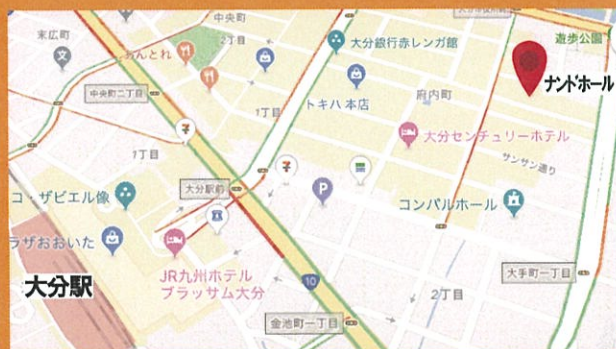 末広町
中央町
2丁目
あんとれ
中央町二丁目
大分銀行赤レンガ館
遊歩公園
ナンドホール
トキハ本店
府内町
大分センチュリーホテル
1丁目
1丁目
サンサン通り
大分駅前
コ・ザビエル像
P
コンパルホール
ラザおおいた
JR九州ホテル
ブラッサム大分
大分駅
10
大手町一丁目
2丁目
金池町一丁目